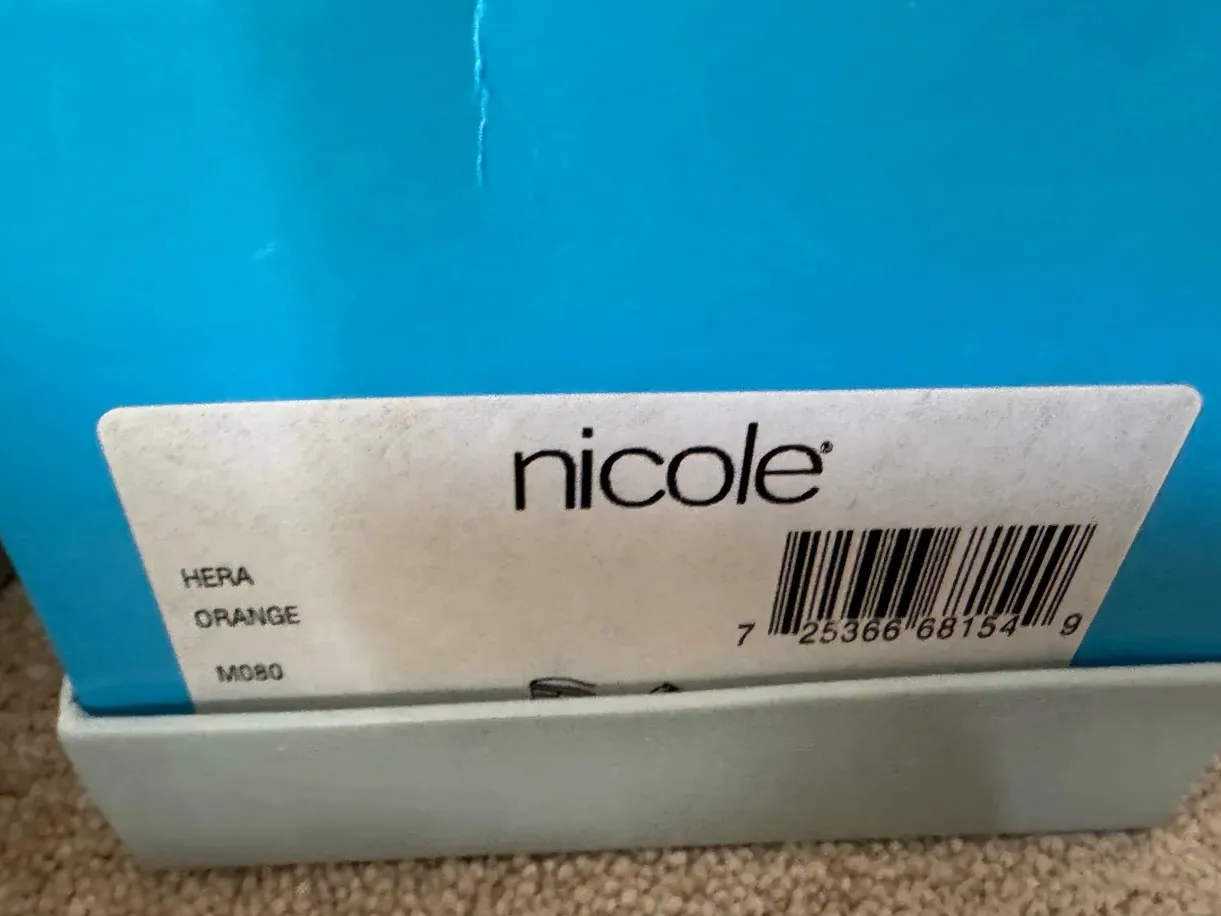 nicole®
HERA
ORANGE
M080
7 25366 68154 9